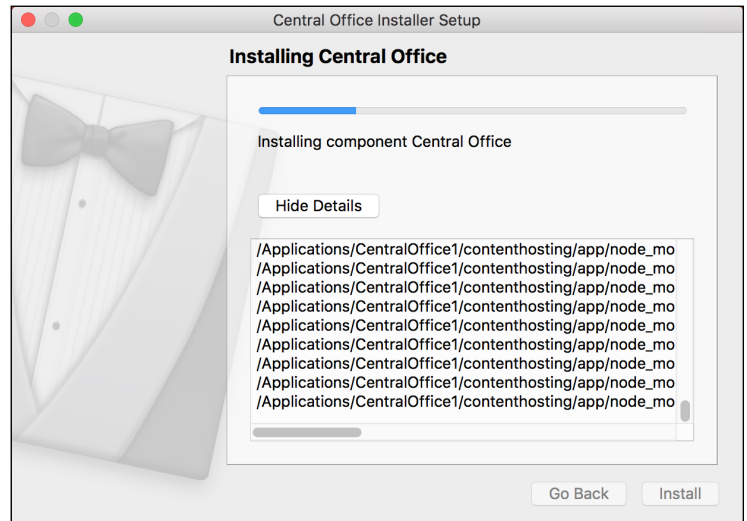 Central Office Installer Setup
Installing Central Office
Installing component Central Office
Hide Details
/Applications/CentralOffice1/contenthosting/app/node_mo
/Applications/CentralOffice1/contenthosting/app/node_mo
/Applications/CentralOffice1/contenthosting/app/node_mo
/Applications/CentralOffice1/contenthosting/app/node_mo
/Applications/CentralOffice1/contenthosting/app/node_mo
/Applications/CentralOffice1/contenthosting/app/node_mo
/Applications/CentralOffice1/contenthosting/app/node_mo
/Applications/CentralOffice1/contenthosting/app/node_mo
/Applications/CentralOffice1/contenthosting/app/node_mo
Go Back Install